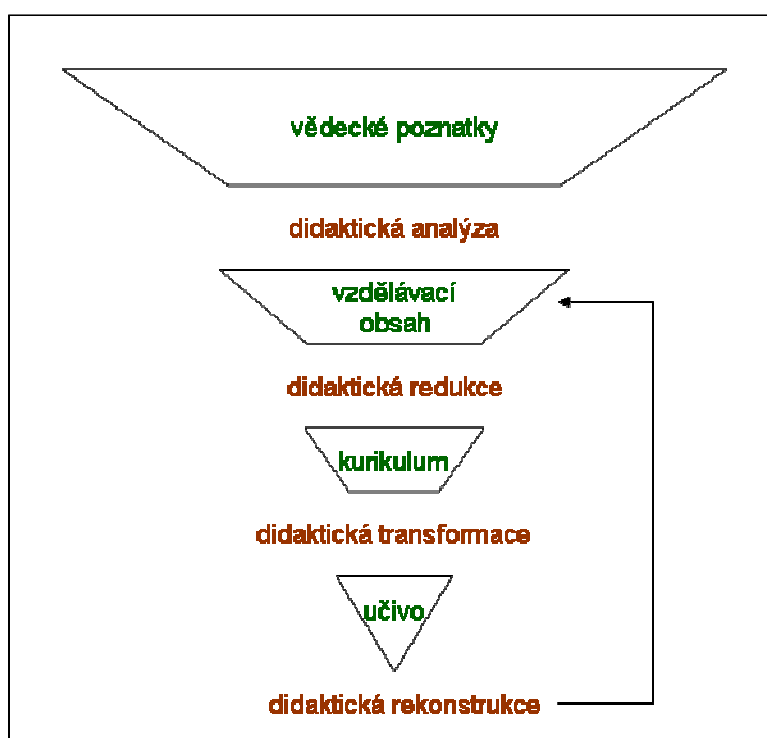 vědecké poznatky
didaktická analýza
vzdělávací
obsah
didaktická redukce
kurikulum
didaktická transformace
učivo
didaktická rekonstrukce